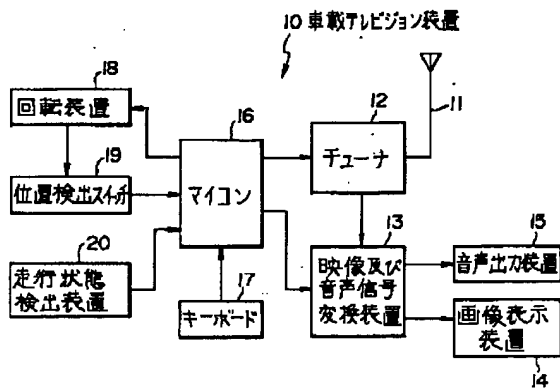 10 車載テレビジョン装置
18
回転装置
16
マイコン
12
チューナ
11
19
位置検出スイッチ
13
映像及び
音声信号
変換装置
15
音声出力装置
20
走行状態
検出装置
17
キーボード
画像表示
装置
14